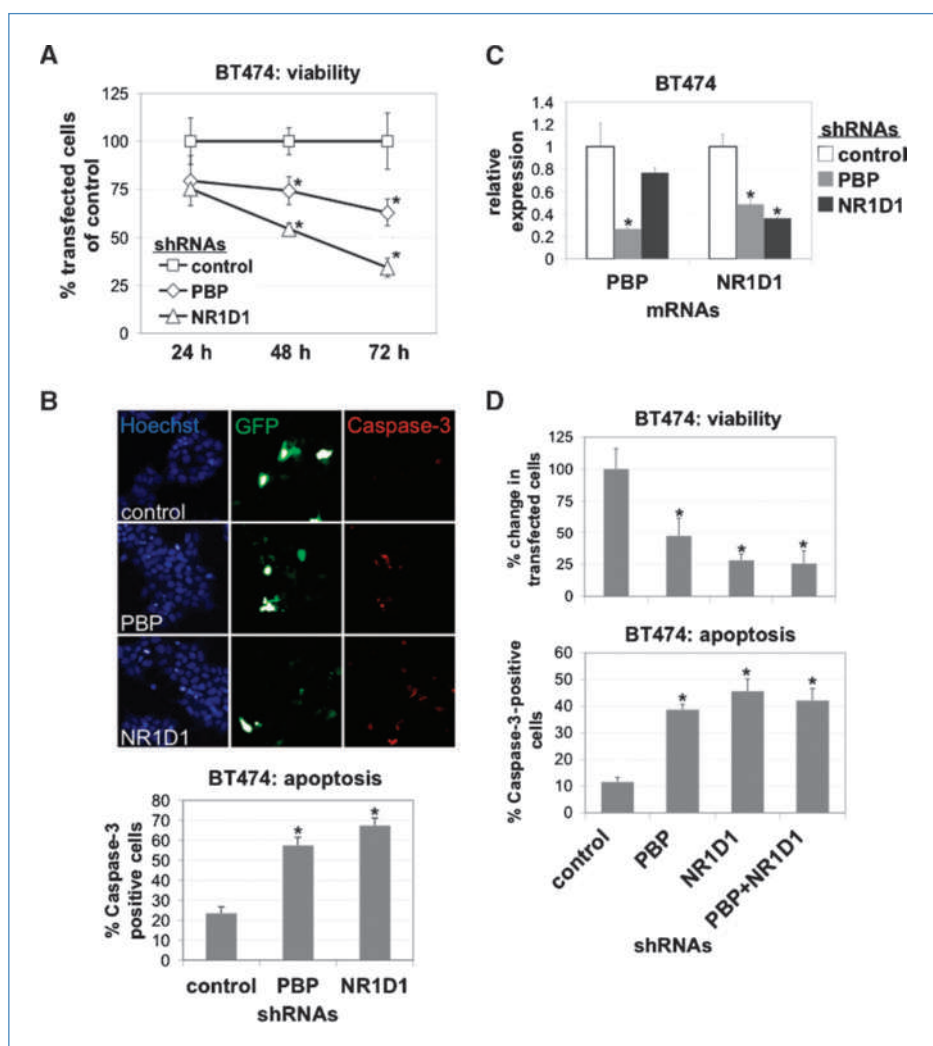 A
BT474: viability
% transfected cells
of control
125
100
75
50
25
0
shRNAs
control
PBP
NR1D1
24 h
48 h
72 h
*
*
*
*
B
Hoechst
GFP
Caspase-3
control
PBP
NR1D1
BT474: apoptosis
% Caspase-3
positive cells
80
70
60
50
40
30
20
10
0
*
*
control
PBP
NR1D1
shRNAs
C
BT474
relative
expression
1.4
1.2
1
0.8
0.6
0.4
0.2
0
*
*
*
PBP
NR1D1
mRNAs
shRNAs
control
PBP
NR1D1
D
BT474: viability
% change in
transfected cells
125
100
75
50
25
0
*
*
*
BT474: apoptosis
% Caspase-3-positive
cells
60
50
40
30
20
10
0
*
*
*
control
PBP
NR1D1
PBP+NR1D1
shRNAs